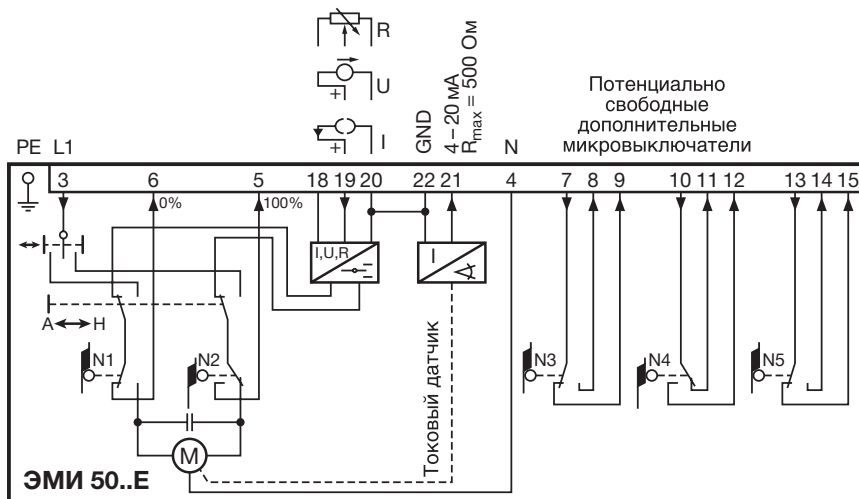 R
U
+
I
+
GND
4–20 мА
Rmax = 500 Ом
Потенциально
свободные
дополнительные
микровыключатели
PE L1
N
3 6 5 18 19 20 22 21 4 7 8 9 10 11 12 13 14 15
0%
100%
I,U,R
I
A H
N1
N2
N3
N4
N5
Токовый датчик
M
ЭМИ 50..E